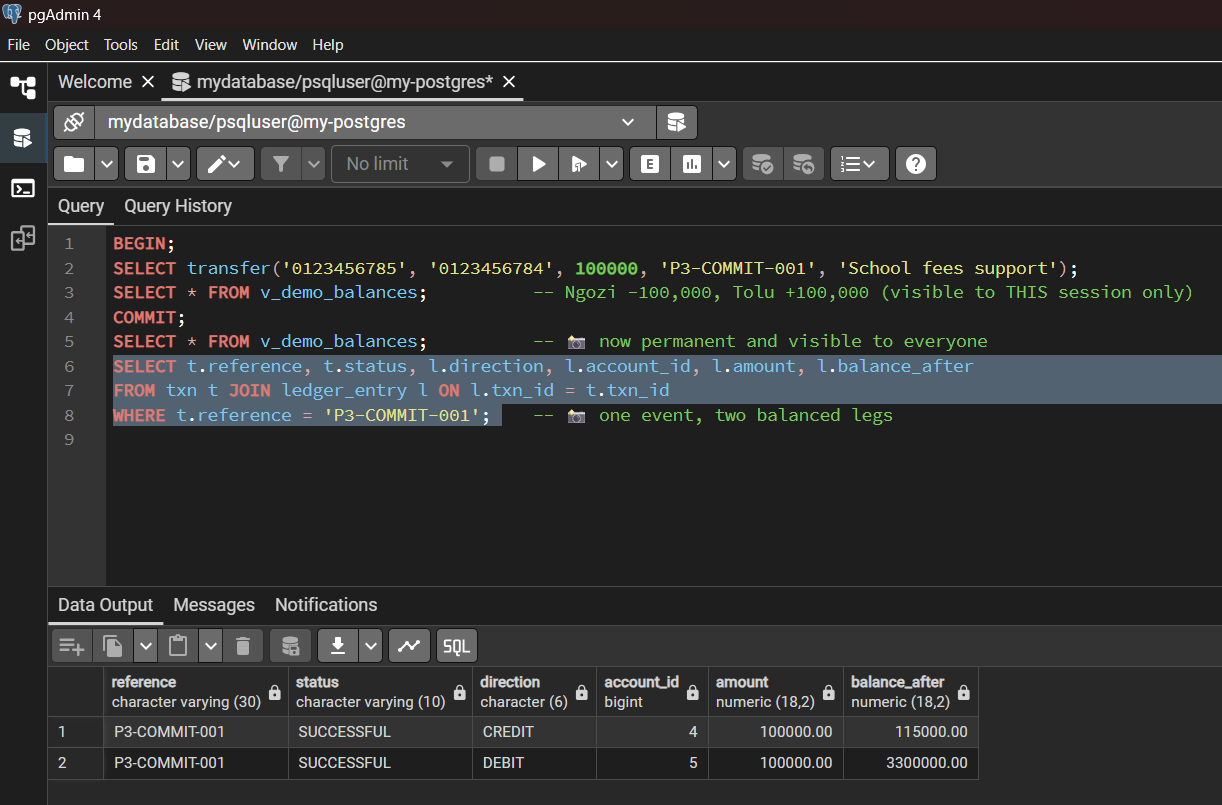 pgAdmin 4
File Object Tools Edit View Window Help
Welcome mydatabase/psqluser@my-postgres*
mydatabase/psqluser@my-postgres
No limit E
Query Query History
1 BEGIN;
2 SELECT transfer('0123456785', '0123456784', 100000, 'P3-COMMIT-001', 'School fees support');
3 SELECT * FROM v_demo_balances; -- Ngozi -100,000, Tolu +100,000 (visible to THIS session only)
4 COMMIT;
5 SELECT * FROM v_demo_balances; -- 📸 now permanent and visible to everyone
6 SELECT t.reference, t.status, l.direction, l.account_id, l.amount, l.balance_after
7 FROM txn t JOIN ledger_entry l ON l.txn_id = t.txn_id
8 WHERE t.reference = 'P3-COMMIT-001'; -- 📸 one event, two balanced legs
9
Data Output Messages Notifications
SQL
reference status direction account_id amount balance_after
character varying (30) character varying (10) character (6) bigint numeric (18,2) numeric (18,2)
1 P3-COMMIT-001 SUCCESSFUL CREDIT 4 100000.00 115000.00
2 P3-COMMIT-001 SUCCESSFUL DEBIT 5 100000.00 3300000.00